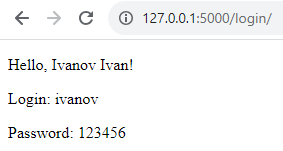 127.0.0.1:5000/login/
Hello, Ivanov Ivan!
Login: ivanov
Password: 123456